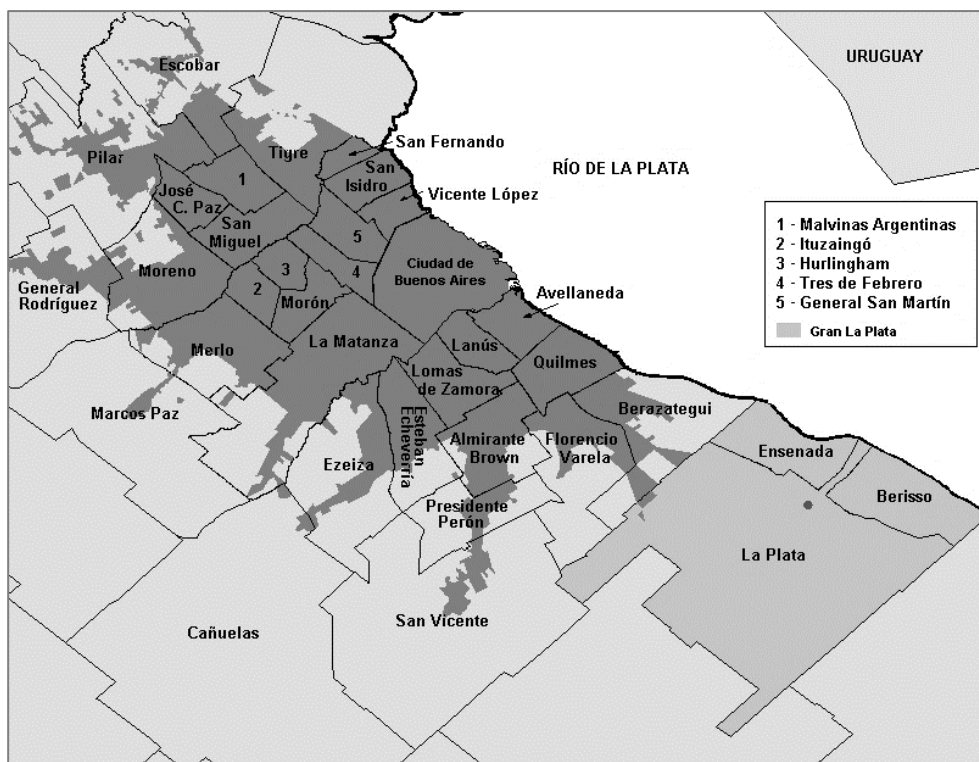 Escobar
URUGUAY
Pilar
Tigre
San Fernando
San
Isidro
RÍO DE LA PLATA
José
C. Paz
1
Vicente López
San
Miguel
5
1 - Malvinas Argentinas
2 - Ituzaingó
3 - Hurlingham
4 - Tres de Febrero
5 - General San Martín
Gran La Plata
Moreno
3
4
Ciudad de
Buenos Aires
General
Rodríguez
2
Morón
Avellaneda
Merlo
La Matanza
Lanús
Quilmes
Lomas
de Zamora
Marcos Paz
Esteban
Echeverría
Berazategui
Ezeiza
Almirante
Brown
Florencio
Varela
Ensenada
Berisso
Presidente
Perón
La Plata
San Vicente
Cañuelas